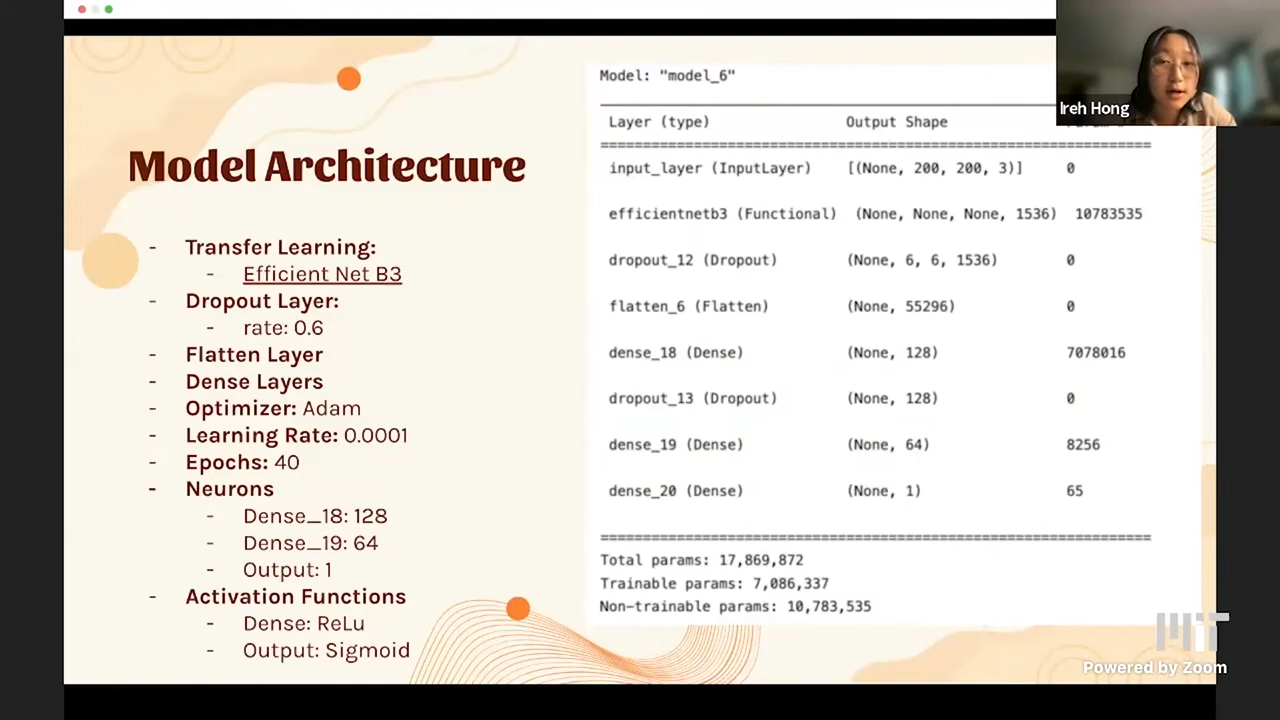 Model Architecture
- Transfer Learning:
- Efficient Net B3
- Dropout Layer:
- rate: 0.6
- Flatten Layer
- Dense Layers
- Optimizer: Adam
- Learning Rate: 0.0001
- Epochs: 40
- Neurons
- Dense_18: 128
- Dense_19: 64
- Output: 1
- Activation Functions
- Dense: ReLu
- Output: Sigmoid
Model: "model_6"
Layer (type) Output Shape
input_layer (InputLayer) [(None, 200, 200, 3)] 0
efficientnetb3 (Functional) (None, None, None, 1536) 10783535
dropout_12 (Dropout) (None, 6, 6, 1536) 0
flatten_6 (Flatten) (None, 55296) 0
dense_18 (Dense) (None, 128) 7078016
dropout_13 (Dropout) (None, 128) 0
dense_19 (Dense) (None, 64) 8256
dense_20 (Dense) (None, 1) 65
Total params: 17,869,872
Trainable params: 7,086,337
Non-trainable params: 10,783,535
Ireh Hong
MIT
Powered by Zoom